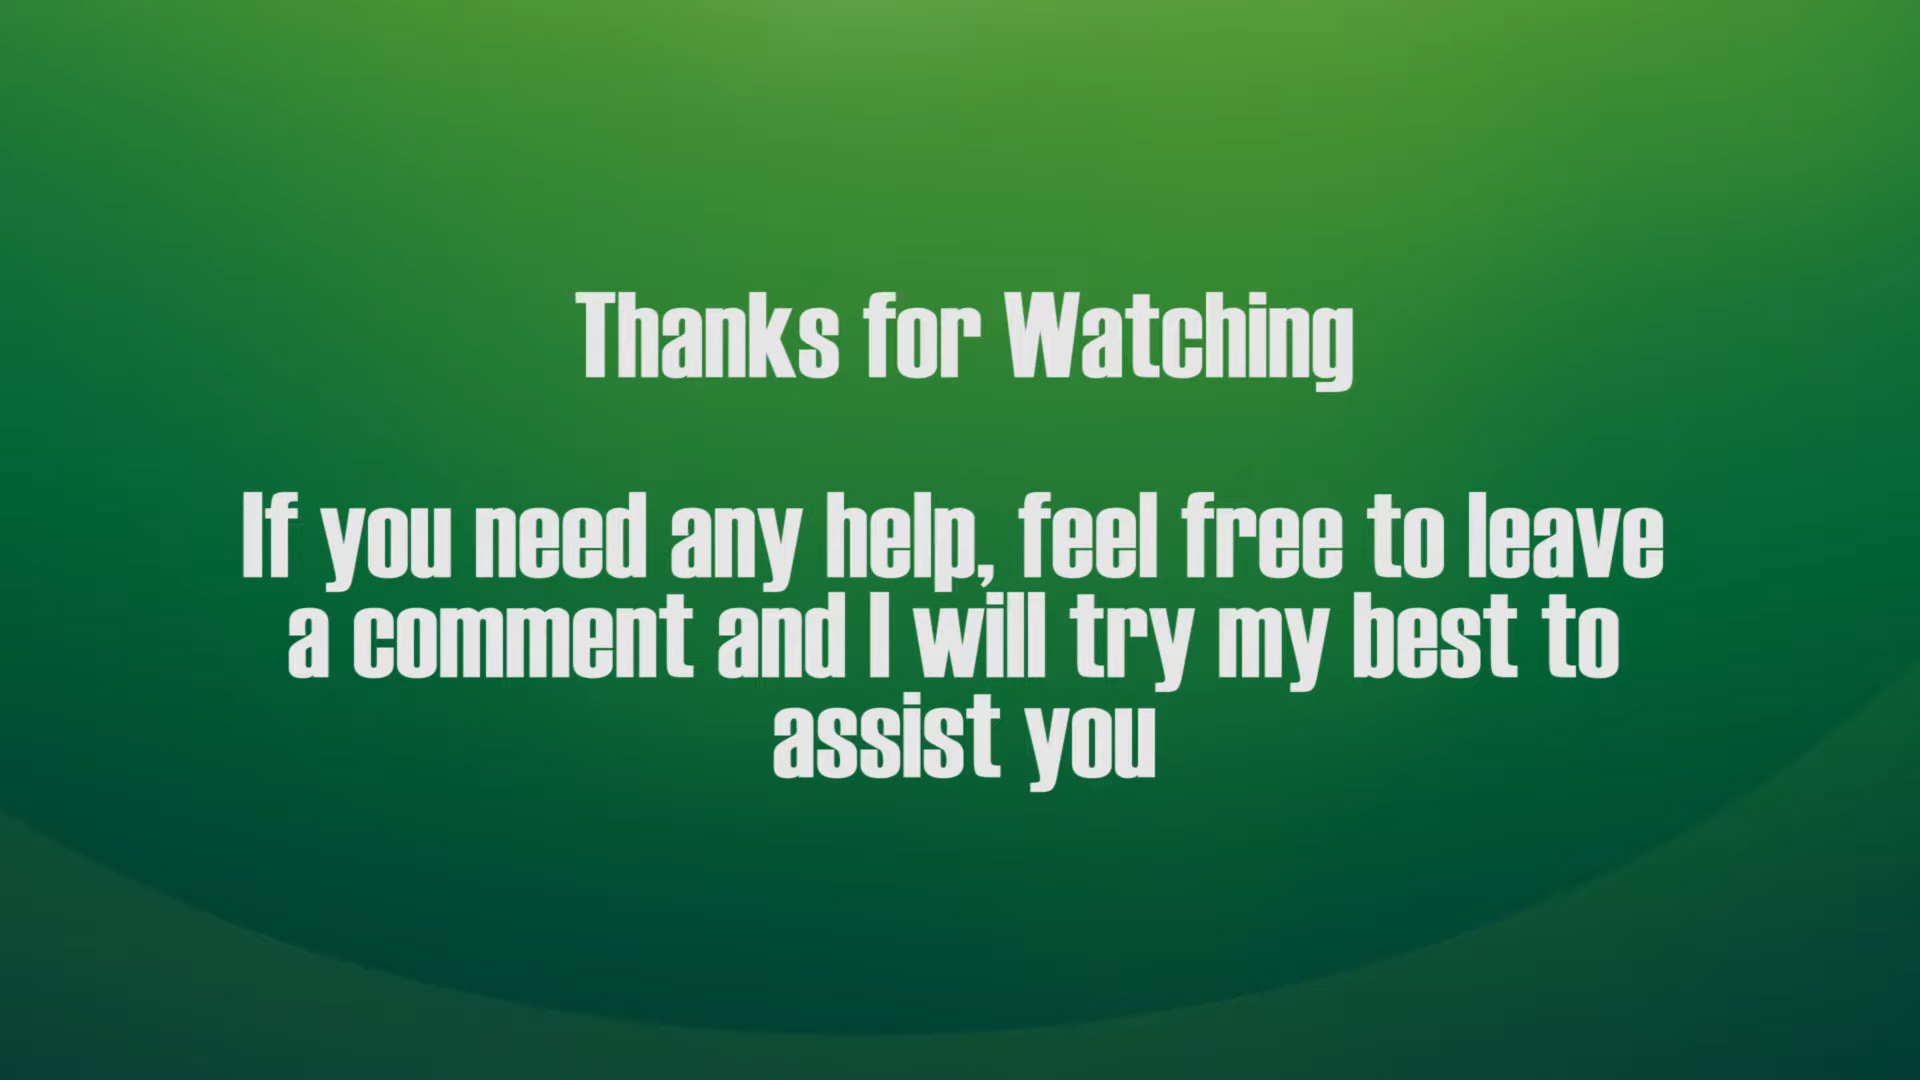 Thanks for Watching
If you need any help, feel free to leave
a comment and I will try my best to
assist you